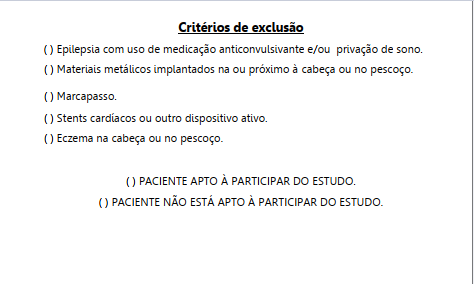 Critérios de exclusão
( ) Epilepsia com uso de medicação anticonvulsivante e/ou privação de sono.
( ) Materiais metálicos implantados na ou próximo à cabeça ou no pescoço.
( ) Marcapasso.
( ) Stents cardíacos ou outro dispositivo ativo.
( ) Eczema na cabeça ou no pescoço.
( ) PACIENTE APTO À PARTICIPAR DO ESTUDO.
( ) PACIENTE NÃO ESTÁ APTO À PARTICIPAR DO ESTUDO.